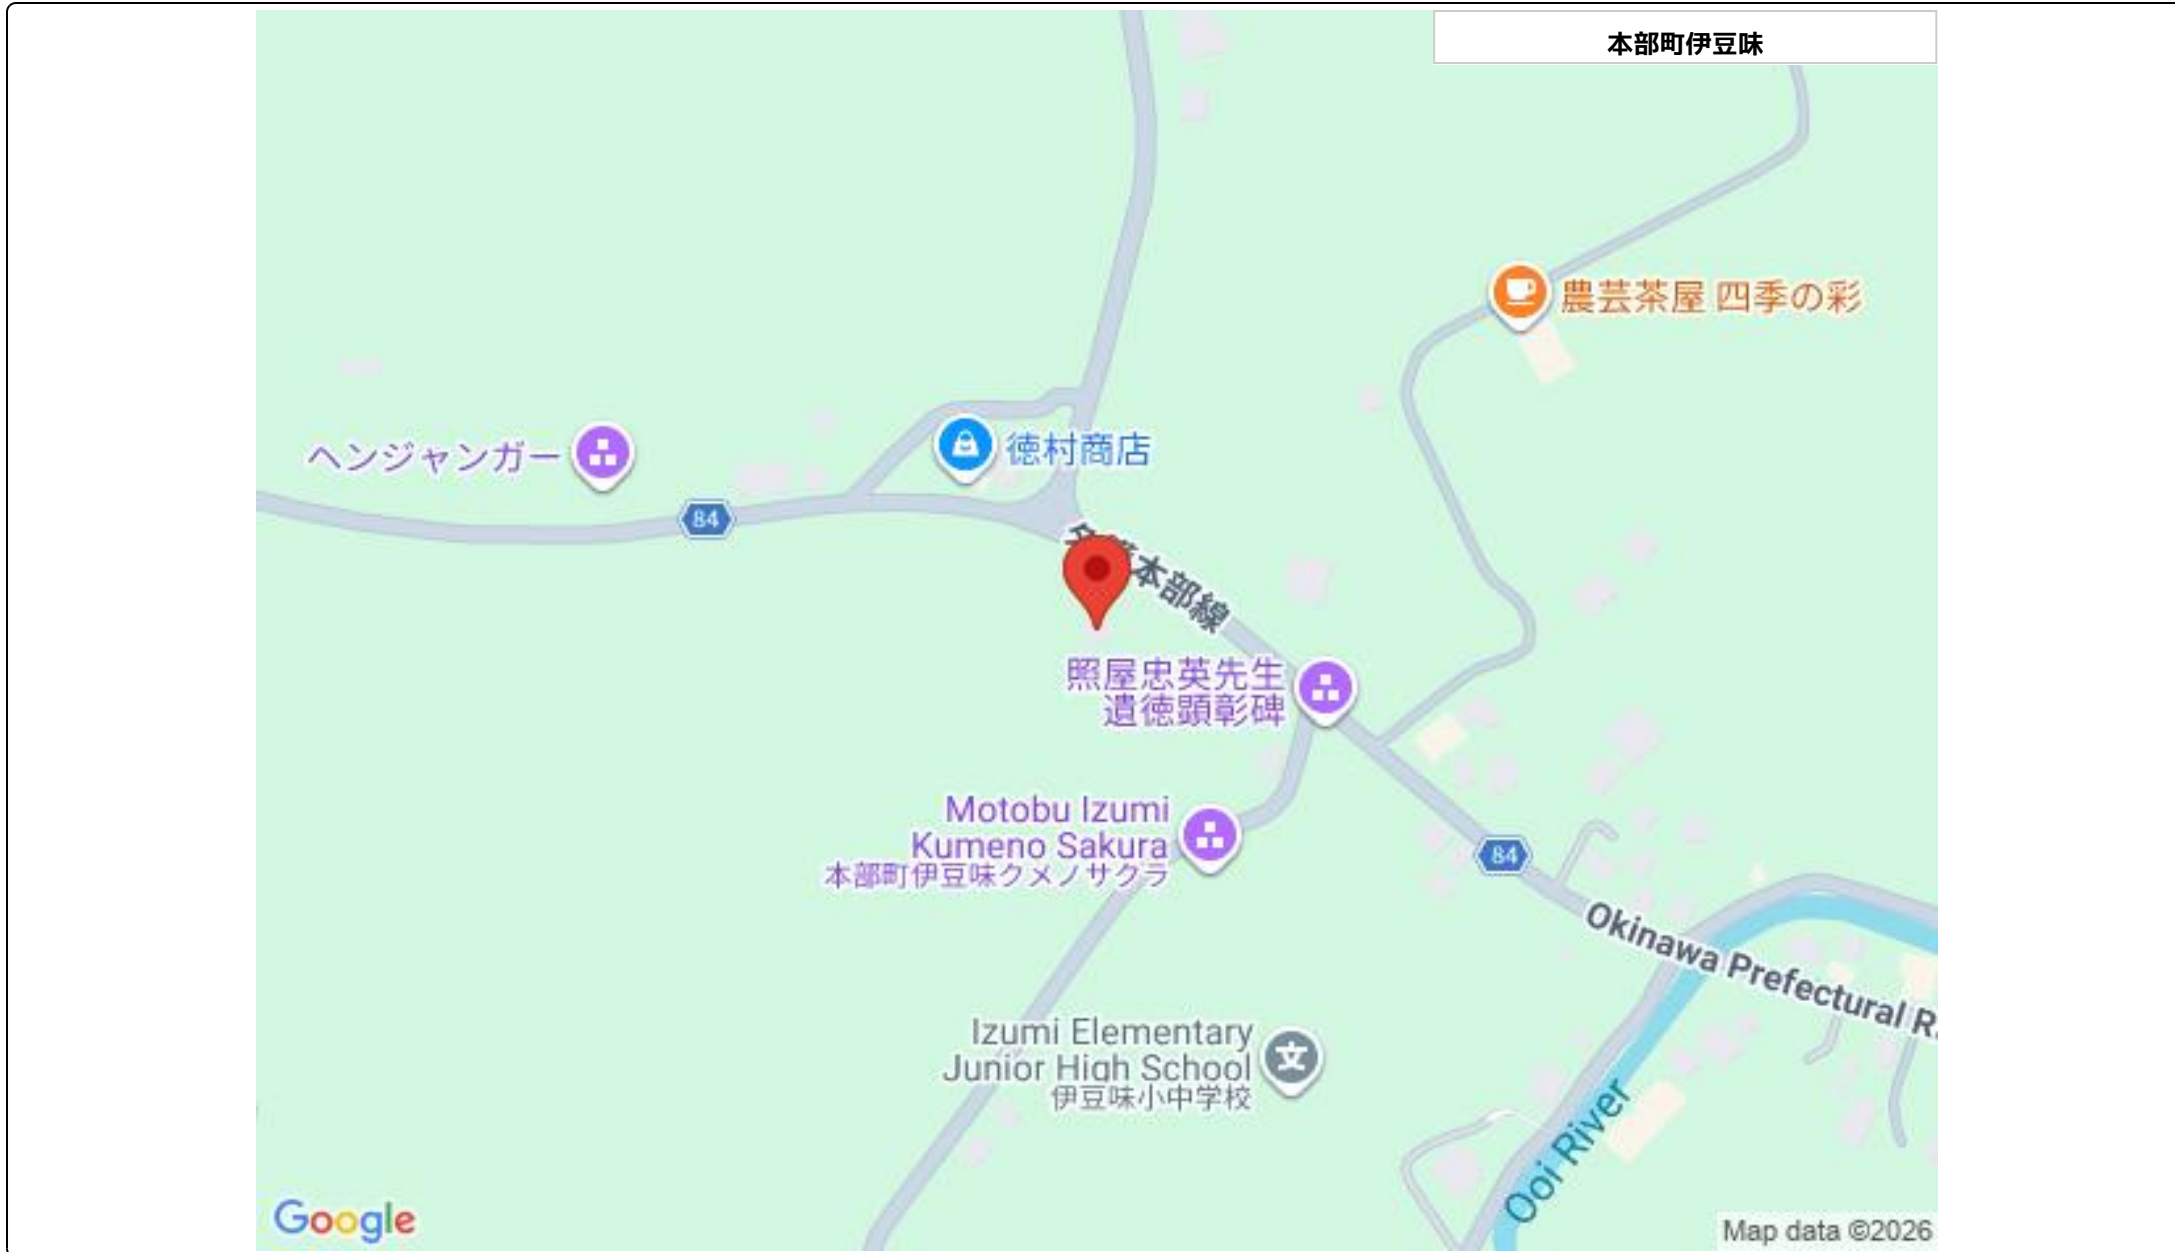 本部町伊豆味
農芸茶屋 四季の彩
ヘンジャンガー
徳村商店
84
本部線
照屋忠英先生
遺徳顕彰碑
Motobu Izumi
Kumeno Sakura
本部町伊豆味クメノサクラ
84
Okinawa Prefectural R
Izumi Elementary
Junior High School
伊豆味小中学校
文
Ooi River
Google
Map data ©2026